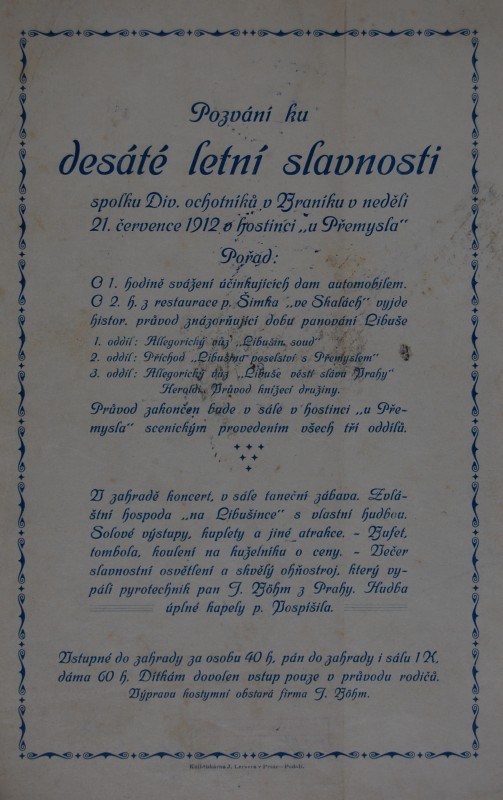 Pozvání ku
desáté letní slavnosti
spolku Div. ochotníků v Braníku v neděli
21. července 1912 v hostinci „u Přemysla“
Pořad:
O 1. hodině svážení účinkujících dam automobilem.
O 2. h. z restaurace p. Šimka „ve Skalách“ vyjde
histor. průvod znázorňující dobu panování Libuše
1. oddíl: Allegorický vůz „Libušin soud“
2. oddíl: Příchod „Libušina poselství s Přemyslem“
3. oddíl: Allegorický vůz „Libuše věstí slávu Prahy“
Heraldi. Průvod knížecí družiny.
Průvod zakončen bude v sále v hostinci „u Pře-
mysla“ scenickým provedením všech tří oddílů.
V zahradě koncert, v sále taneční zábava. Zvlá-
štní hospoda „na Libušince“ s vlastní hudbou.
Solové výstupy, kuplety a jiné atrakce. - Bufet,
tombola, koulení na kuželníku o ceny. - Večer
slavnostní osvětlení a skvělý ohňostroj, který vy-
pálí pyrotechnik pan J. Böhm z Prahy. Hudba
úplné kapely p. Pospíšila.
Vstupné do zahrady za osobu 40 h, pán do zahrady i sálu 1 K,
dáma 60 h. Dítkám dovolen vstup pouze v průvodu rodičů.
Výpravu kostymní obstará firma J. Böhm.
Knihtiskárna J.